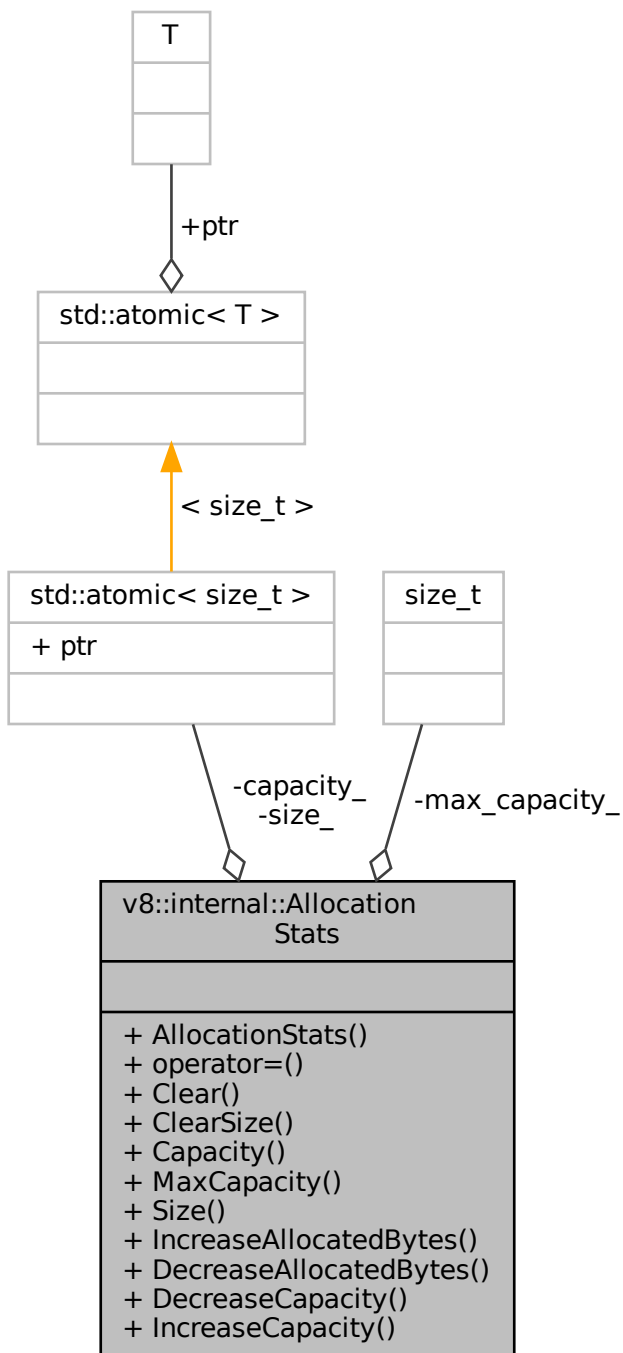 T
+ptr
std::atomic< T >
< size_t >
std::atomic< size_t >
+ ptr
size_t
-capacity_
-size_
-max_capacity_
v8::internal::Allocation
Stats
+ AllocationStats()
+ operator=()
+ Clear()
+ ClearSize()
+ Capacity()
+ MaxCapacity()
+ Size()
+ IncreaseAllocatedBytes()
+ DecreaseAllocatedBytes()
+ DecreaseCapacity()
+ IncreaseCapacity()